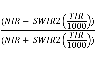 (NIR − SWIR2(TIR/1000))
(NIR + SWIR2(TIR/1000))